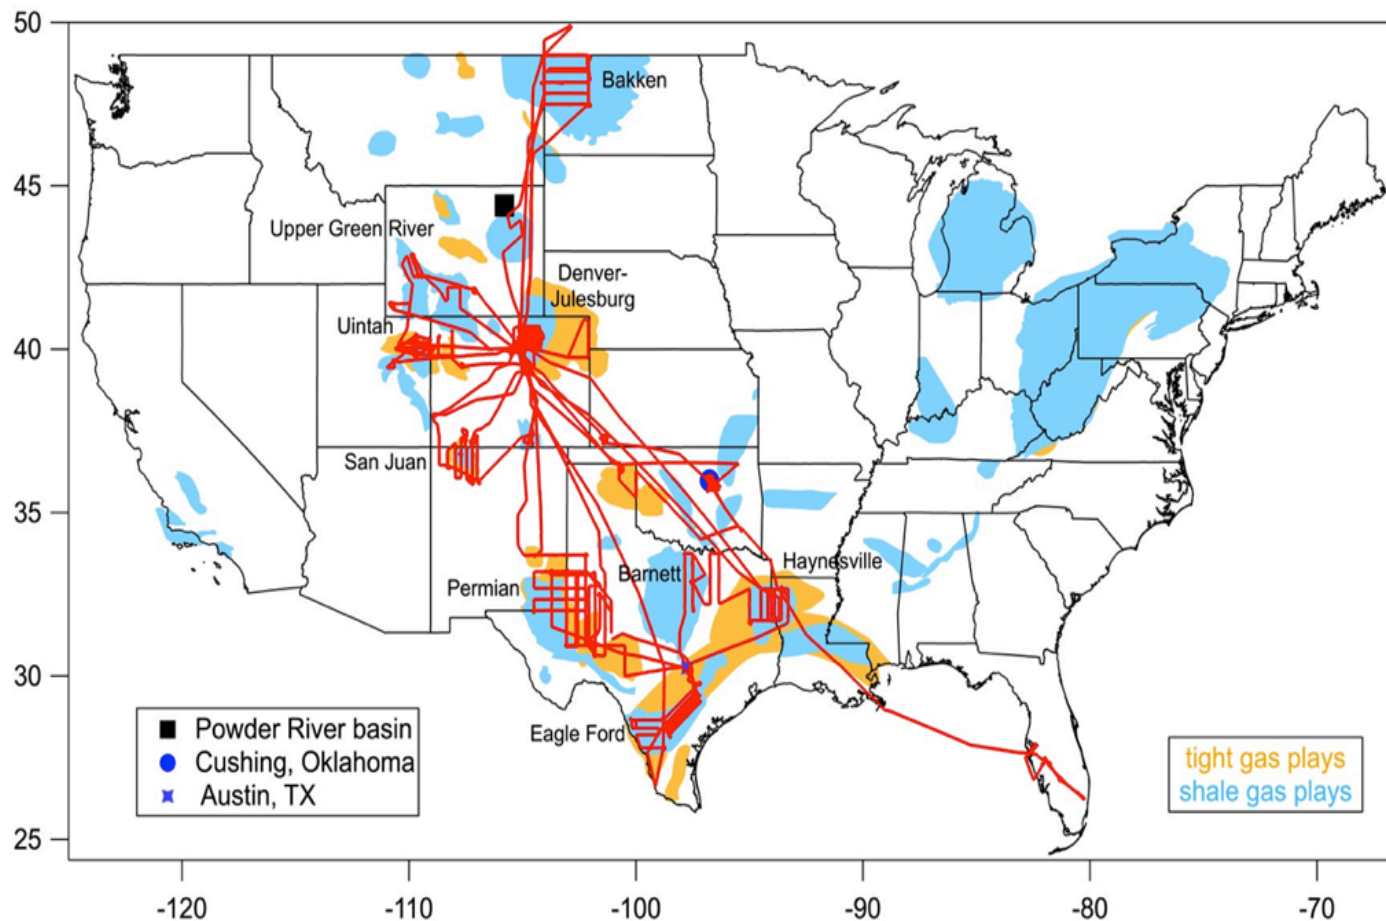 50
45
40
35
30
25
-120
-110
-100
-90
-80
-70
Bakken
Upper Green River
Denver-
Julesburg
Uintah
San Juan
Permian
Barnett
Haynesville
Eagle Ford
Powder River basin
Cushing, Oklahoma
Austin, TX
tight gas plays
shale gas plays